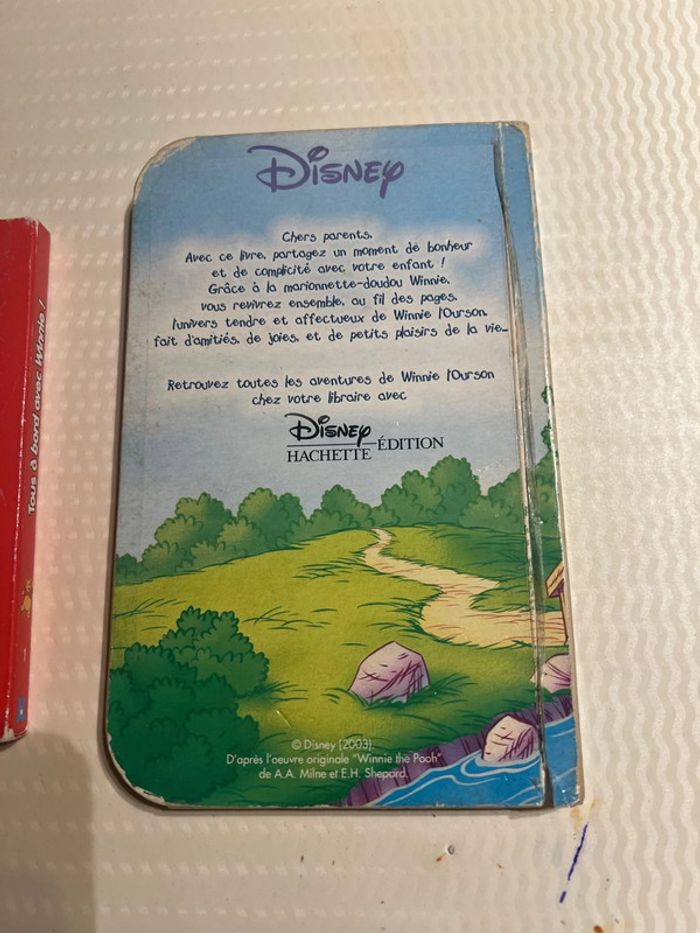 Disney
Chers parents,
Avec ce livre, partagez un moment de bonheur
et de complicité avec votre enfant !
Grâce à la marionnette-doudou Winnie,
vous revivrez ensemble, au fil des pages,
l'univers tendre et affectueux de Winnie l'Ourson,
fait d'amitiés, de joies, et de petits plaisirs de la vie...
Retrouvez toutes les aventures de Winnie l'Ourson
chez votre libraire avec
Disney
HACHETTE ÉDITION
© Disney (2003)
D'après l'oeuvre originale "Winnie the Pooh"
de A.A. Milne et E.H. Shepard.
Tous à bord avec Winnie !
1